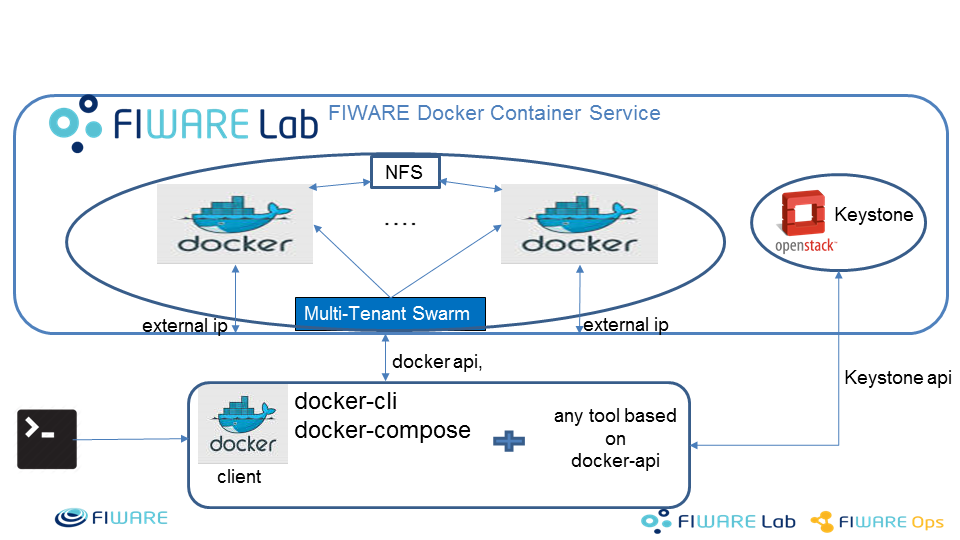 FIWARE Lab
FIWARE Docker Container Service
NFS
docker
....
docker
openstack™
Keystone
Multi-Tenant Swarm
external ip
external ip
docker api,
Keystone api
>_
docker
client
docker-cli
docker-compose
any tool based
on
docker-api
FIWARE
FIWARE Lab
FIWARE Ops